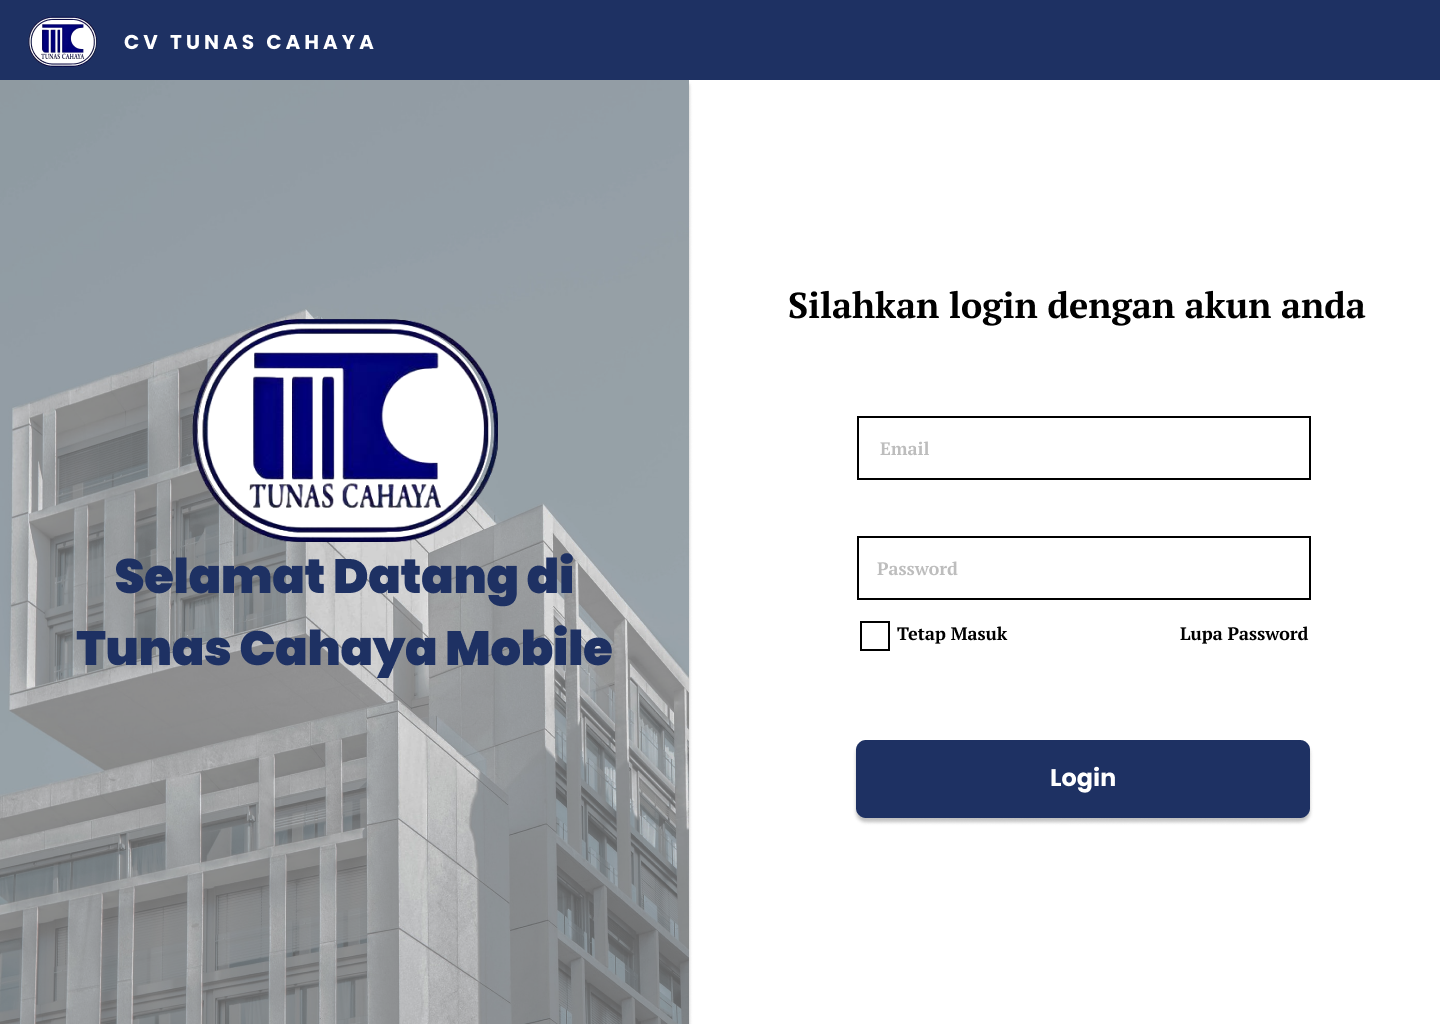 TUNAS CAHAYA
CV TUNAS CAHAYA
TUNAS CAHAYA
Selamat Datang di
Tunas Cahaya Mobile
Silahkan login dengan akun anda
Email
Password
Tetap Masuk
Lupa Password
Login